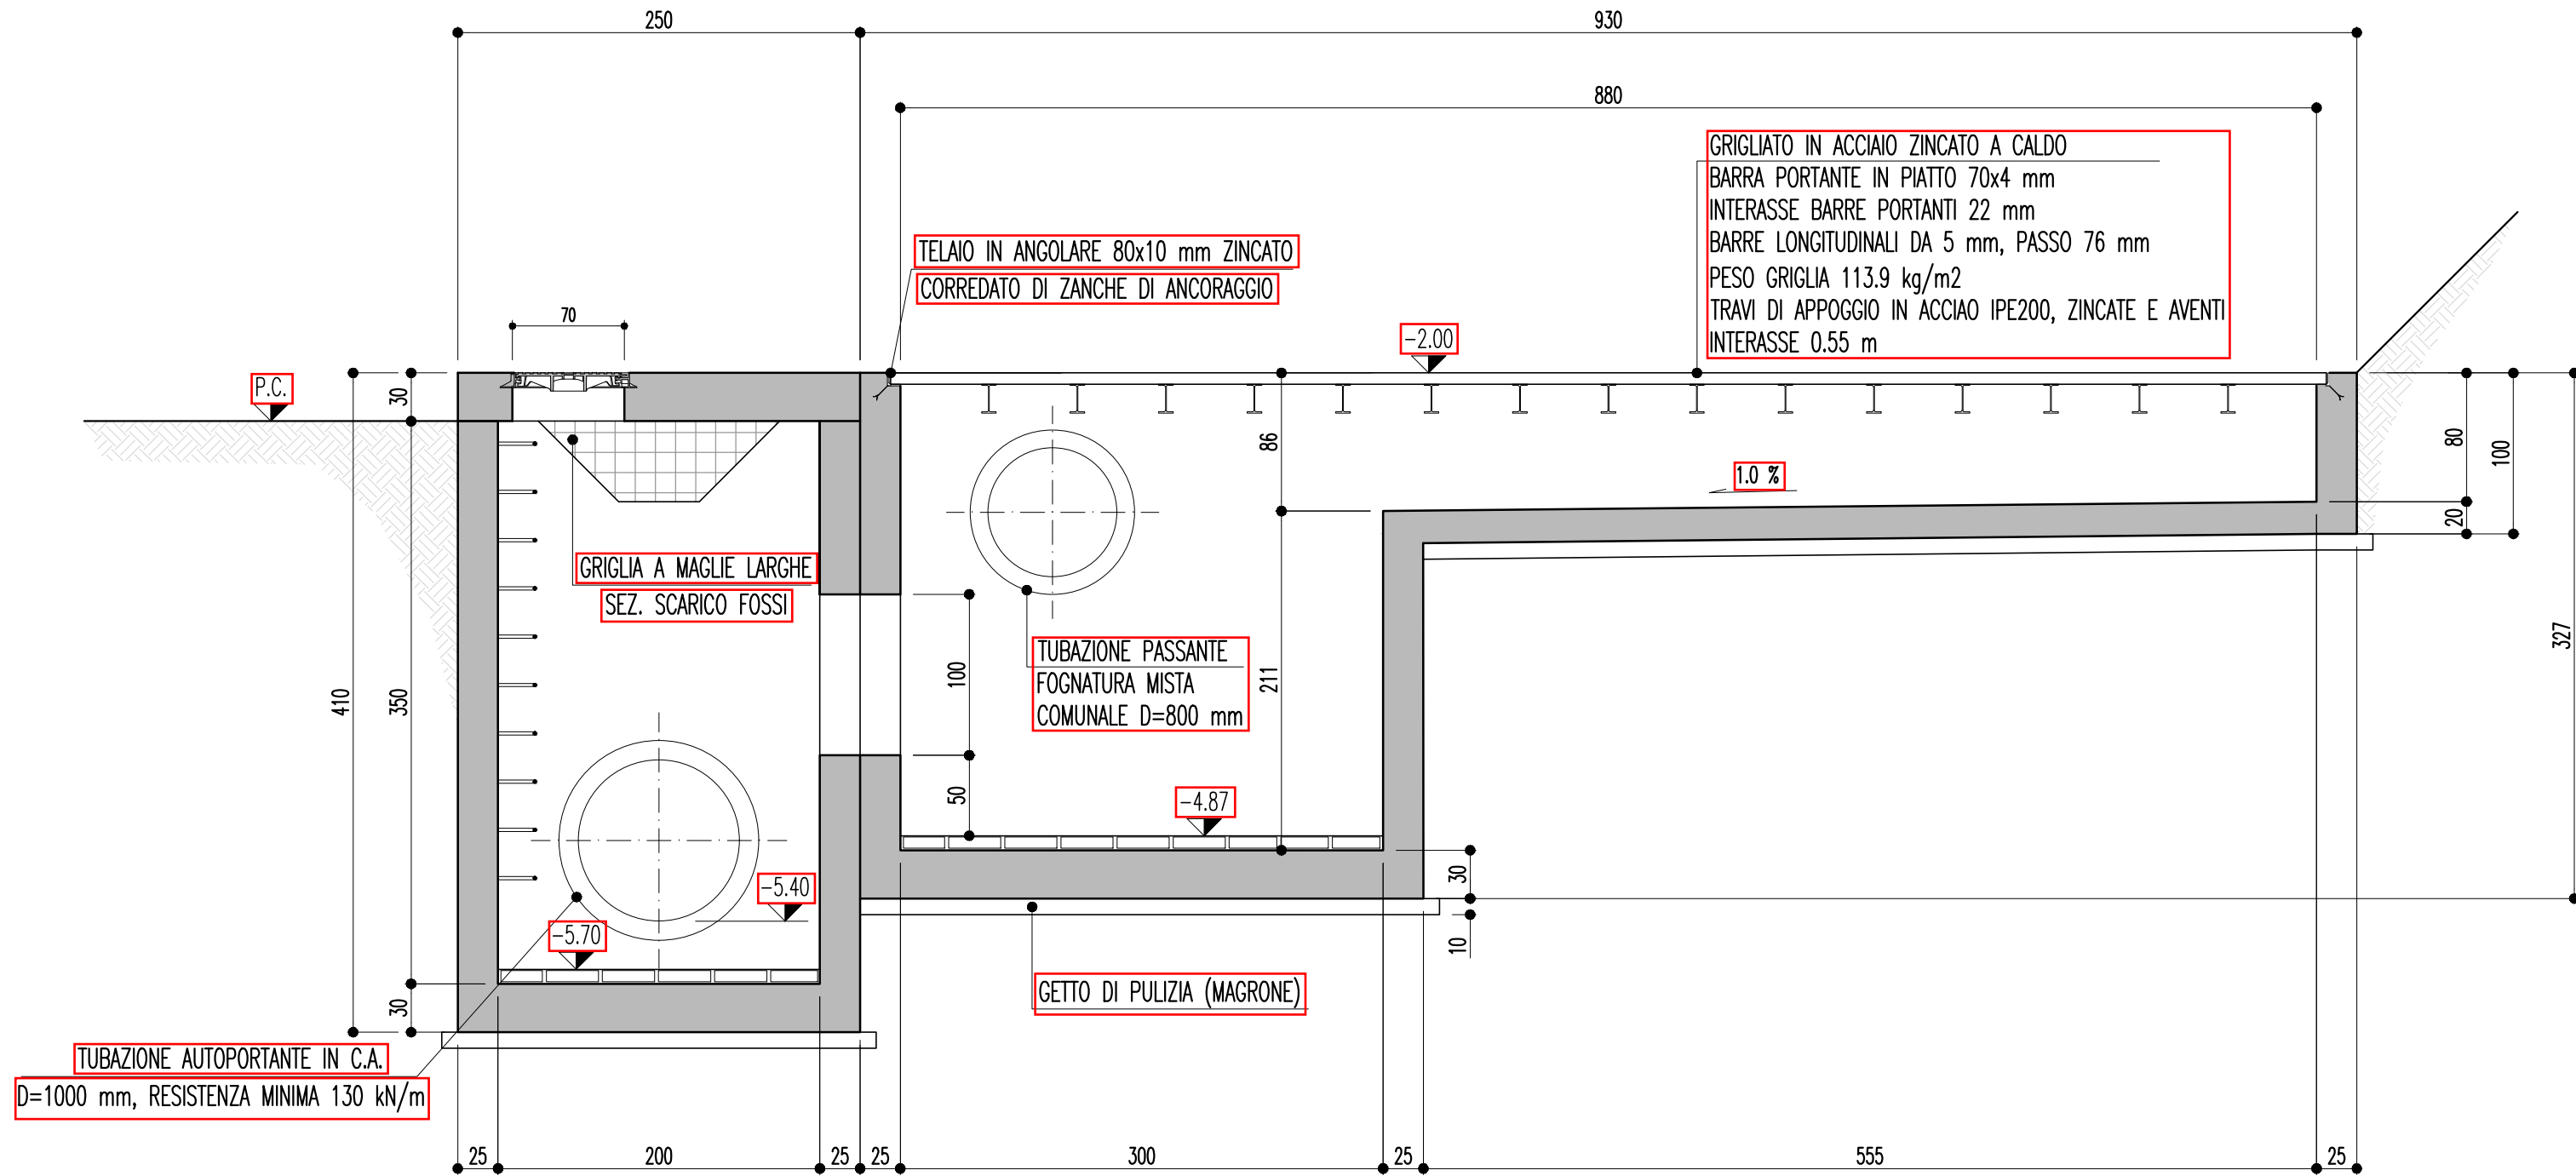 250
930
880
GRIGLIATO IN ACCIAIO ZINCATO A CALDO
BARRA PORTANTE IN PIATTO 70x4 mm
INTERASSE BARRE PORTANTI 22 mm
BARRE LONGITUDINALI DA 5 mm, PASSO 76 mm
PESO GRIGLIA 113.9 kg/m2
TRAVI DI APPOGGIO IN ACCIAO IPE200, ZINCATE E AVENTI
INTERASSE 0.55 m
TELAIO IN ANGOLARE 80x10 mm ZINCATO
CORREDATO DI ZANCHE DI ANCORAGGIO
70
-2.00
P.C.
30
86
80
100
1.0 %
20
GRIGLIA A MAGLIE LARGHE
SEZ. SCARICO FOSSI
TUBAZIONE PASSANTE
FOGNATURA MISTA
COMUNALE D=800 mm
327
410
350
100
211
50
-4.87
-5.40
30
-5.70
10
GETTO DI PULIZIA (MAGRONE)
30
TUBAZIONE AUTOPORTANTE IN C.A.
D=1000 mm, RESISTENZA MINIMA 130 kN/m
25
200
25
25
300
25
555
25